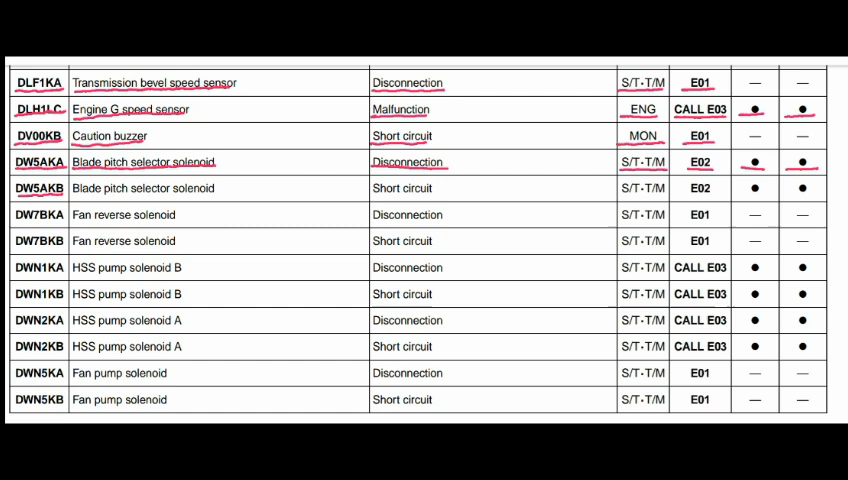 DLF1KA Transmission bevel speed sensor Disconnection S/T·T/M E01 — —
DLH1LC Engine G speed sensor Malfunction ENG CALL E03 ● ●
DV00KB Caution buzzer Short circuit MON E01 — —
DW5AKA Blade pitch selector solenoid Disconnection S/T·T/M E02 ● ●
DW5AKB Blade pitch selector solenoid Short circuit S/T·T/M E02 ● ●
DW7BKA Fan reverse solenoid Disconnection S/T·T/M E01 — —
DW7BKB Fan reverse solenoid Short circuit S/T·T/M E01 — —
DWN1KA HSS pump solenoid B Disconnection S/T·T/M CALL E03 ● ●
DWN1KB HSS pump solenoid B Short circuit S/T·T/M CALL E03 ● ●
DWN2KA HSS pump solenoid A Disconnection S/T·T/M CALL E03 ● ●
DWN2KB HSS pump solenoid A Short circuit S/T·T/M CALL E03 ● ●
DWN5KA Fan pump solenoid Disconnection S/T·T/M E01 — —
DWN5KB Fan pump solenoid Short circuit S/T·T/M E01 — —